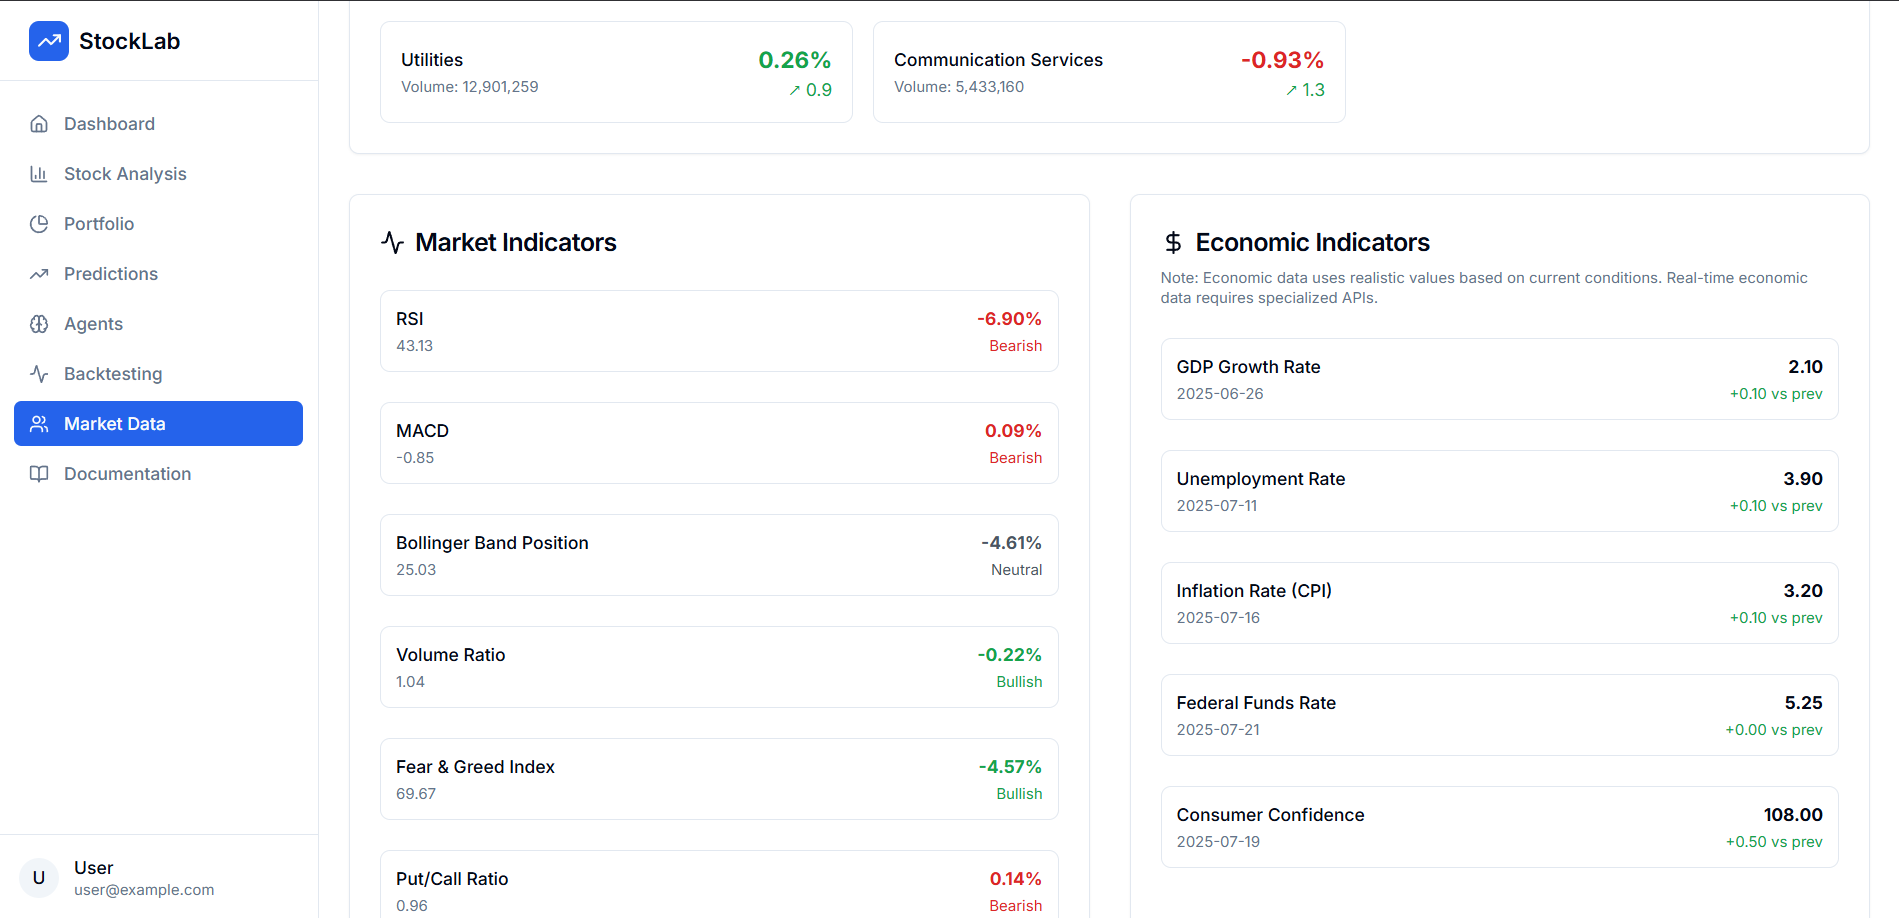 StockLab
Dashboard
Stock Analysis
Portfolio
Predictions
Agents
Backtesting
Market Data
Documentation
U
User
user@example.com
Utilities
0.26%
Volume: 12,901,259
↗ 0.9
Communication Services
-0.93%
Volume: 5,433,160
↗ 1.3
Market Indicators
RSI
-6.90%
43.13
Bearish
MACD
0.09%
-0.85
Bearish
Bollinger Band Position
-4.61%
25.03
Neutral
Volume Ratio
-0.22%
1.04
Bullish
Fear & Greed Index
-4.57%
69.67
Bullish
Put/Call Ratio
0.14%
0.96
Bearish
$ Economic Indicators
Note: Economic data uses realistic values based on current conditions. Real-time economic
data requires specialized APIs.
GDP Growth Rate
2.10
2025-06-26
+0.10 vs prev
Unemployment Rate
3.90
2025-07-11
+0.10 vs prev
Inflation Rate (CPI)
3.20
2025-07-16
+0.10 vs prev
Federal Funds Rate
5.25
2025-07-21
+0.00 vs prev
Consumer Confidence
108.00
2025-07-19
+0.50 vs prev